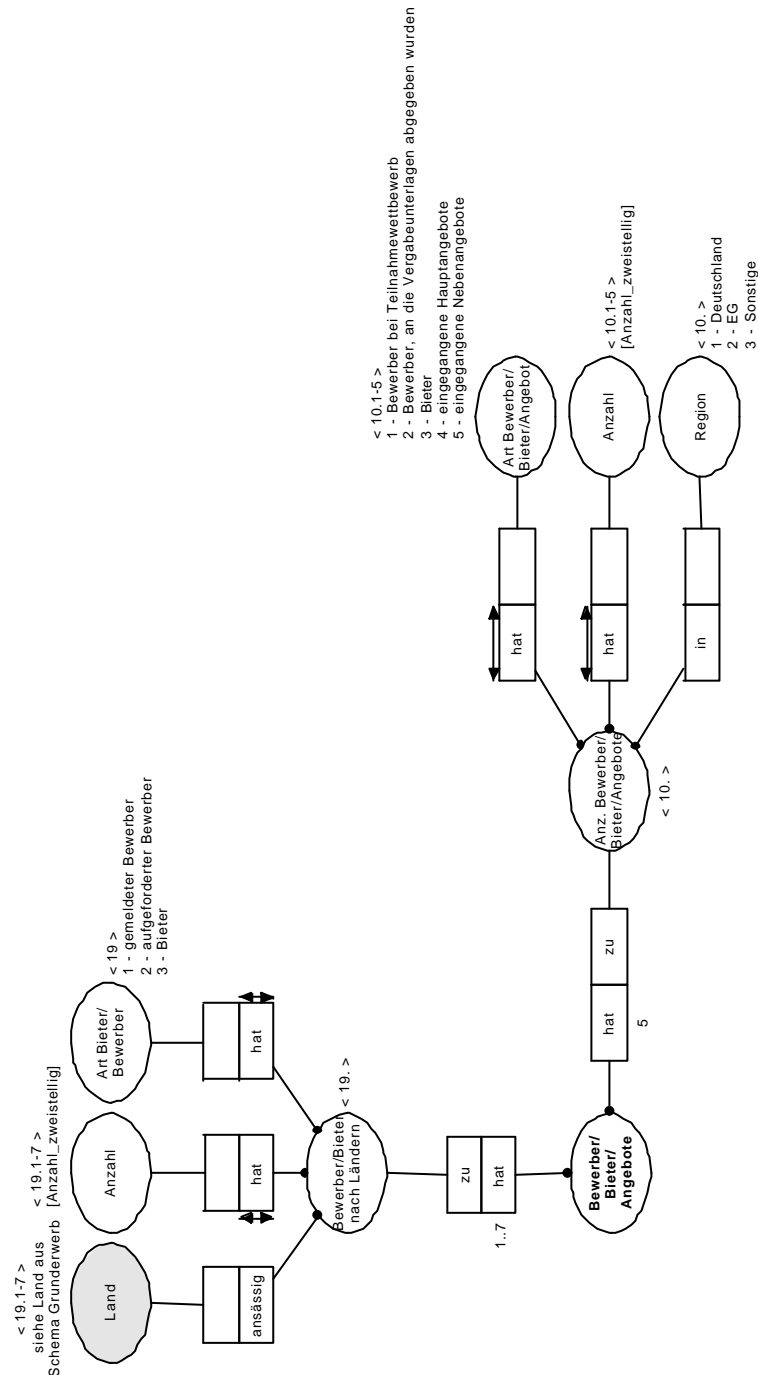 < 19.1-7 >
siehe Land aus
Schema Grunderwerb
Land
ansässig
< 19.1-7 >
[Anzahl_zweistellig]
Anzahl
hat
< 19 >
1 - gemeldeter Bewerber
2 - aufgeforderter Bewerber
3 - Bieter
Art Bieter/
Bewerber
hat
Bewerber/Bieter
nach Ländern
< 19. >
zu
hat
1..7
Bewerber/
Bieter/
Angebote
hat
zu
5
Anz. Bewerber/
Bieter/Angebote
< 10. >
hat
Art Bewerber/
Bieter/Angebot
< 10.1-5 >
1 - Bewerber bei Teilnahmewettbewerb
2 - Bewerber, an die Vergabeunterlagen abgegeben wurden
3 - Bieter
4 - eingegangene Hauptangebote
5 - eingegangene Nebenangebote
hat
Anzahl
< 10.1-5 >
[Anzahl_zweistellig]
in
Region
< 10. >
1 - Deutschland
2 - EG
3 - Sonstige